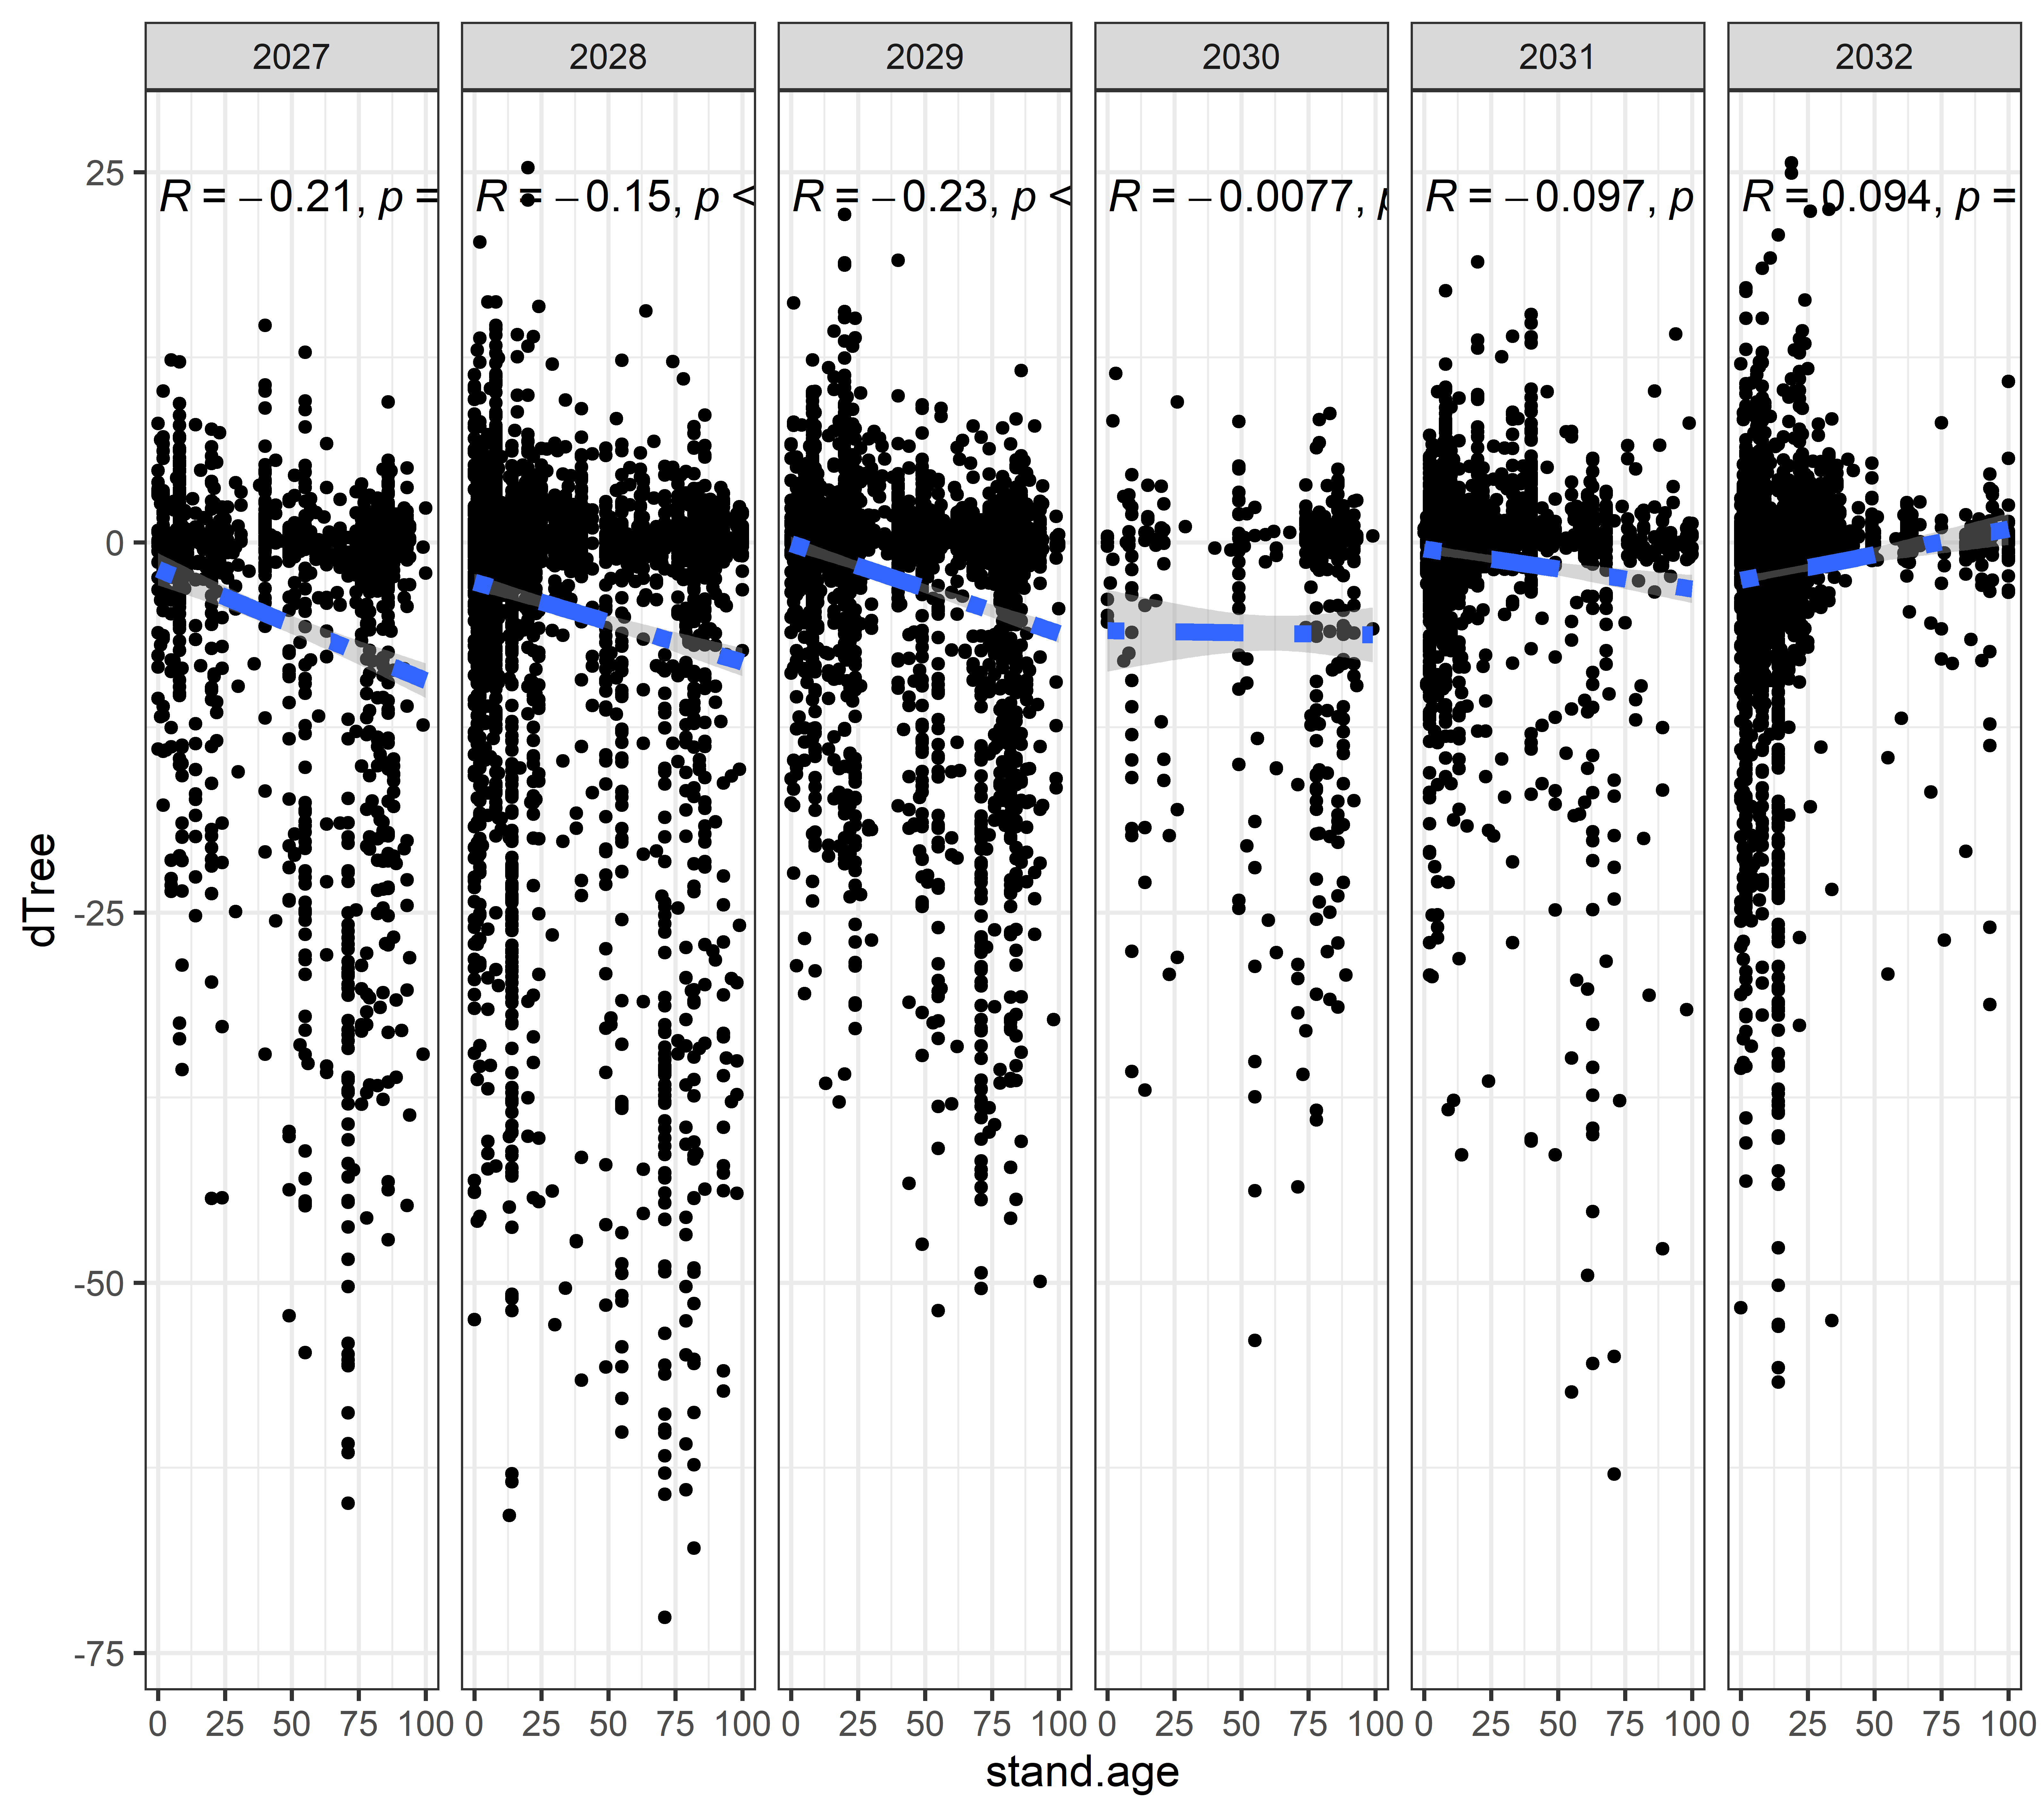 2027 2028 2029 2030 2031 2032
25
R = −0.21, p = R = −0.15, p < R = −0.23, p < R = −0.0077, p R = −0.097, p R = 0.094, p =
0
-25
-50
-75
dTree
0 25 50 75 100 0 25 50 75 100 0 25 50 75 100 0 25 50 75 100 0 25 50 75 100 0 25 50 75 100
stand.age